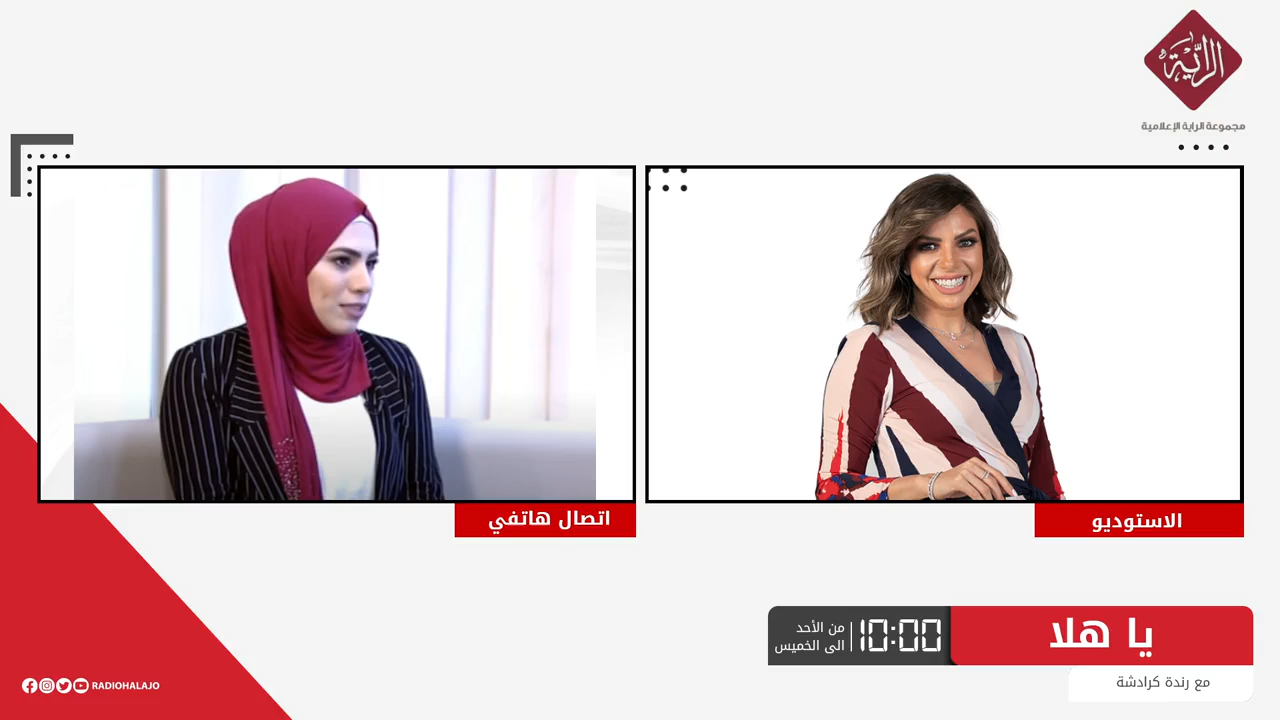 الراية
مجموعة الراية الإعلامية
الاستوديو
اتصال هاتفي
يا هلا
10:00
من الأحد
الى الخميس
مع رندة كرادشة
RADIOHALAJO